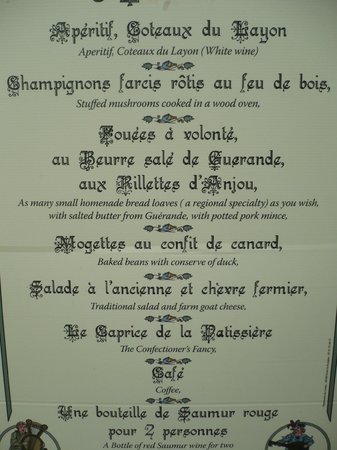 Apéritif, Coteaux du Layon
Aperitif, Coteaux du Layon (White wine)
Champignons farcis rôtis au feu de bois,
Stuffed mushrooms cooked in a wood oven,
Fouées à volonté,
au Beurre salé de Guérande,
aux Rillettes d'Anjou,
As many small homemade bread loaves ( a regional specialty) as you wish,
with salted butter from Guérande, with potted pork mince,
Mogettes au confit de canard,
Baked beans with conserve of duck,
Salade à l'ancienne et chèvre fermier,
Traditional salad and farm goat cheese,
Le Caprice de la Patissière
The Confectioner's Fancy,
Café
Coffee,
Une bouteille de Saumur rouge
pour 2 personnes
A Bottle of red Saumur wine for two